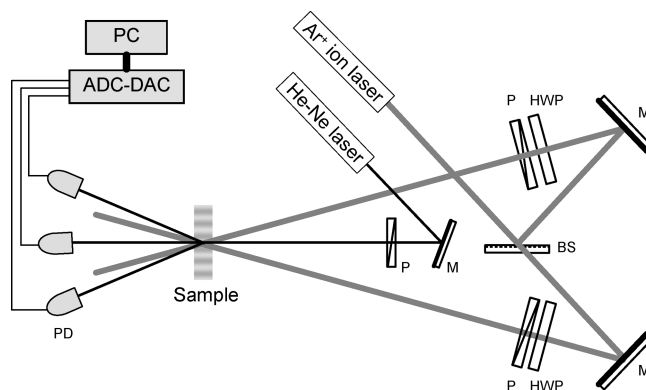 PC
ADC-DAC
Ar+ ion laser
He-Ne laser
P HWP
M
BS
P
M
Sample
PD
P HWP
M